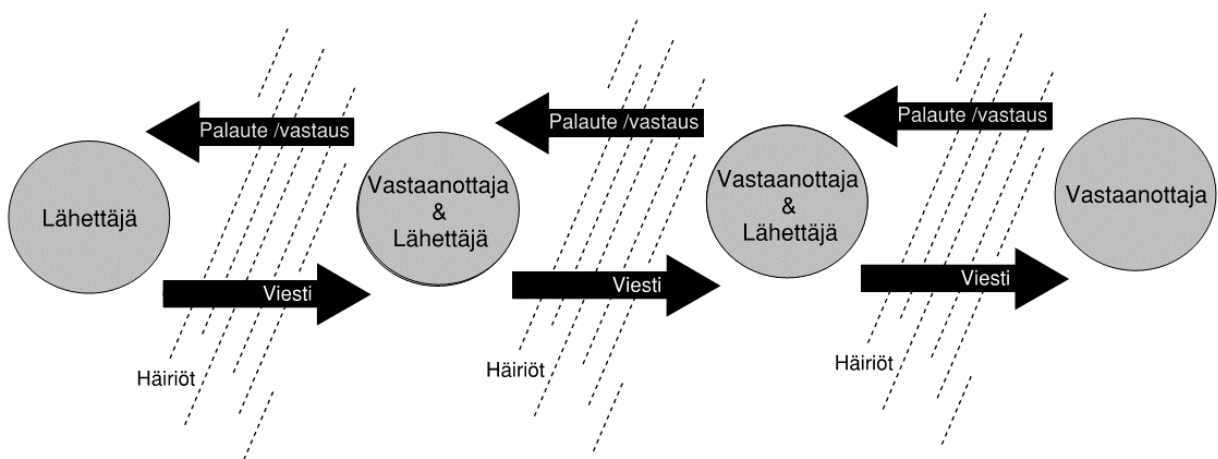 Palaute /vastaus
Palaute /vastaus
Palaute /vastaus
Lähettäjä
Vastaanottaja
&
Lähettäjä
Vastaanottaja
&
Lähettäjä
Vastaanottaja
Viesti
Viesti
Viesti
Häiriöt
Häiriöt
Häiriöt